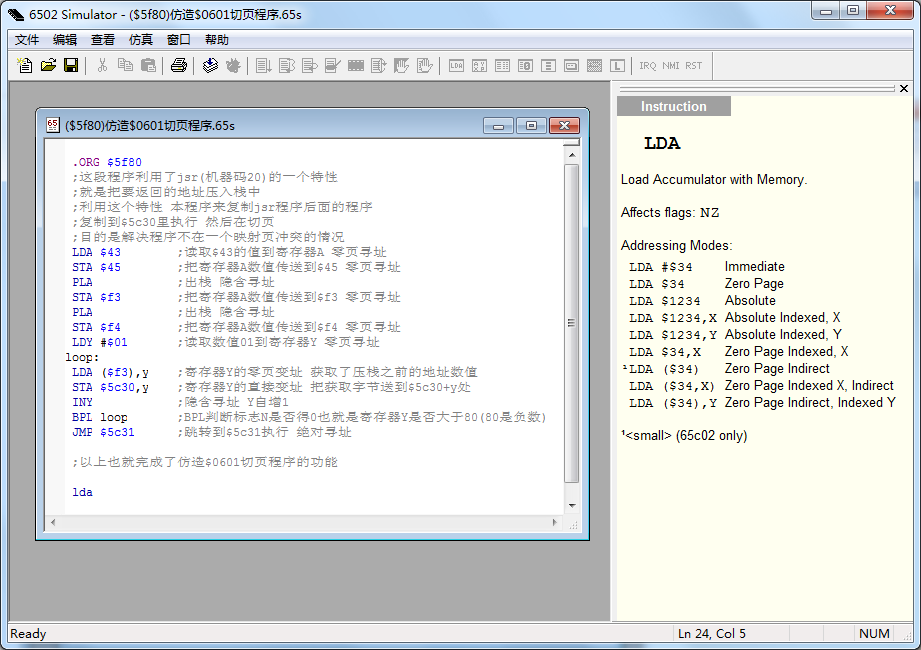 6502 Simulator - ($5f80)仿造$0601切页程序.65s
文件 编辑 查看 仿真 窗口 帮助
IRQ NMI RST
($5f80)仿造$0601切页程序.65s
.ORG $5f80
;这段程序利用了jsr(机器码20)的一个特性
;就是把要返回的地址压入栈中
;利用这个特性 本程序来复制jsr程序后面的程序
;复制到$5c30里执行 然后在切页
;目的是解决程序不在一个映射页冲突的情况
LDA $43 ;读取$43的值到寄存器A 零页寻址
STA $45 ;把寄存器A数值传送到$45 零页寻址
PLA ;出栈 隐含寻址
STA $f3 ;把寄存器A数值传送到$f3 零页寻址
PLA ;出栈 隐含寻址
STA $f4 ;把寄存器A数值传送到$f4 零页寻址
LDY #$01 ;读取数值01到寄存器Y 零页寻址
loop:
LDA ($f3),y ;寄存器Y的零页变址 获取了压栈之前的地址数值
STA $5c30,y ;寄存器Y的直接变址 把获取字节送到$5c30+y处
INY ;隐含寻址 Y自增1
BPL loop ;BPL判断标志N是否得0也就是寄存器Y是否大于80(80是负数)
JMP $5c31 ;跳转到$5c31执行 绝对寻址
;以上也就完成了仿造$0601切页程序的功能
lda
Instruction
LDA
Load Accumulator with Memory.
Affects flags: NZ
Addressing Modes:
LDA #$34 Immediate
LDA $34 Zero Page
LDA $1234 Absolute
LDA $1234,X Absolute Indexed, X
LDA $1234,Y Absolute Indexed, Y
LDA $34,X Zero Page Indexed, X
¹LDA ($34) Zero Page Indirect
LDA ($34,X) Zero Page Indexed X, Indirect
LDA ($34),Y Zero Page Indirect, Indexed Y
¹<small> (65c02 only)
Ready
Ln 24, Col 5
NUM